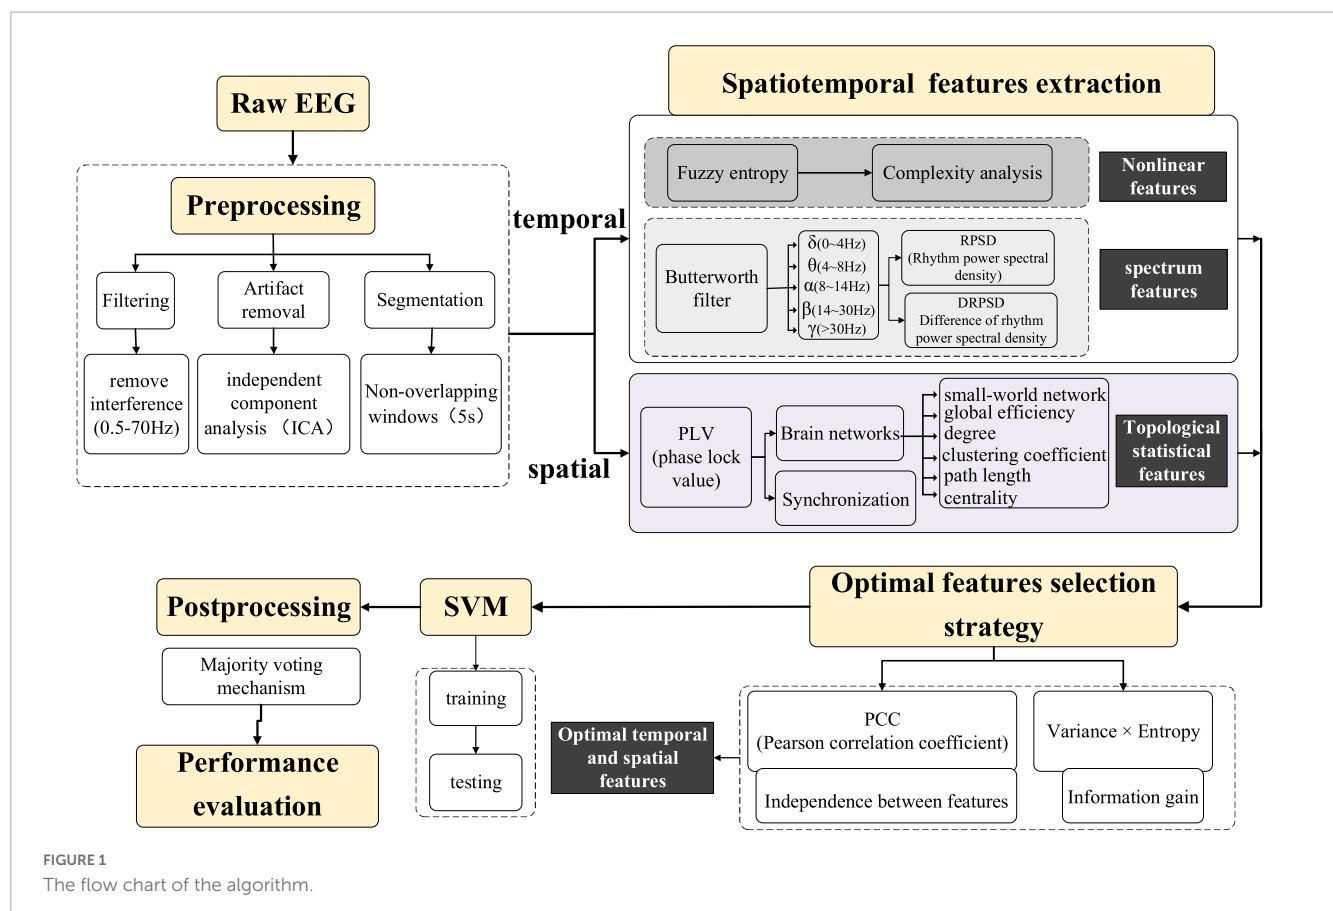 Raw EEG
Preprocessing
Filtering
Artifact
removal
Segmentation
remove
interference
(0.5-70Hz)
independent
component
analysis （ICA）
Non-overlapping
windows（5s）
temporal
spatial
Spatiotemporal features extraction
Fuzzy entropy
Complexity analysis
Nonlinear
features
Butterworth
filter
δ(0~4Hz)
θ(4~8Hz)
α(8~14Hz)
β(14~30Hz)
γ(>30Hz)
RPSD
(Rhythm power spectral
density)
DRPSD
Difference of rhythm
power spectral density
spectrum
features
PLV
(phase lock
value)
Brain networks
Synchronization
small-world network
global efficiency
degree
clustering coefficient
path length
centrality
Topological
statistical
features
Optimal features selection
strategy
PCC
(Pearson correlation coefficient)
Independence between features
Variance × Entropy
Information gain
Optimal temporal
and spatial
features
SVM
training
testing
Postprocessing
Majority voting
mechanism
Performance
evaluation
FIGURE 1
The flow chart of the algorithm.